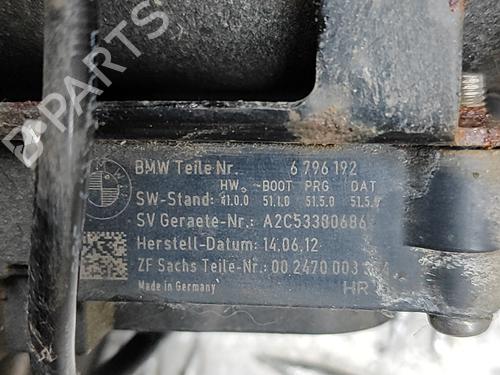 BMW Teile Nr. 6 796 192
HW BOOT PRG DAT
SW-Stand: 41.0.0 51.1.0 51.5.0
SV Geraete-Nr.: A2C53380686
Herstell-Datum: 14.06.12
ZF Sachs Teile-Nr.: 00 2470 003
Made in Germany HR
B-Parts